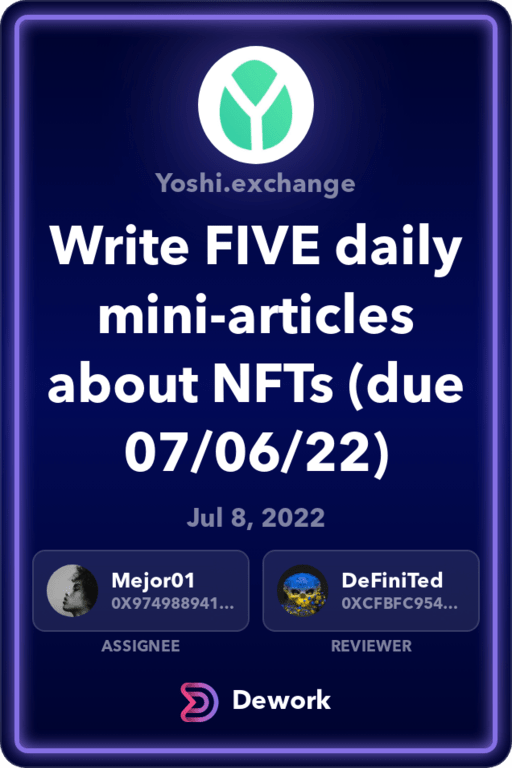 Yoshi.exchange
Write FIVE daily
mini-articles
about NFTs (due
07/06/22)
Jul 8, 2022
Mejor01
0X974988941...
ASSIGNEE
DeFiniTed
0XCFBFC954...
REVIEWER
Dework